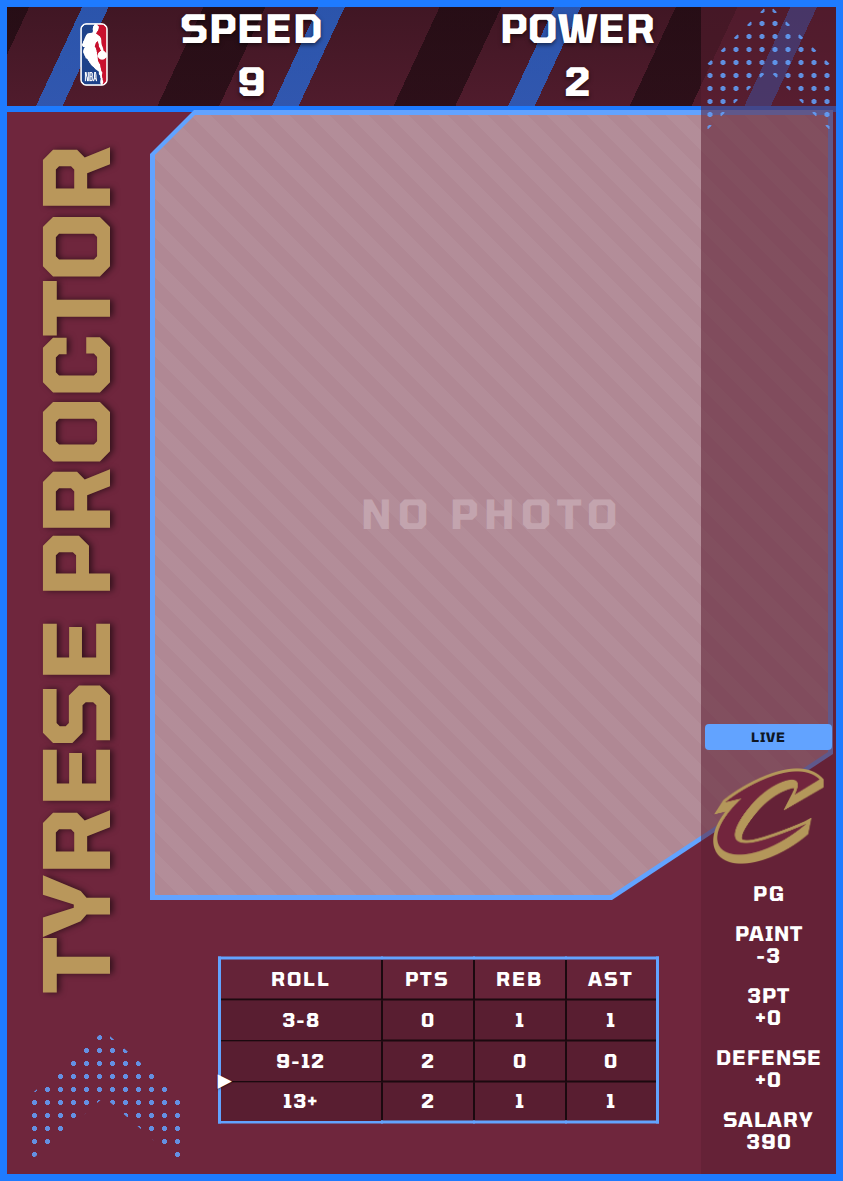 SPEED
9
POWER
2
NBA
TYRESE PROCTOR
NO PHOTO
LIVE
C
PG
PAINT
-3
3PT
+0
DEFENSE
+0
SALARY
390
ROLL PTS REB AST
3-8 0 1 1
9-12 2 0 0
13+ 2 1 1